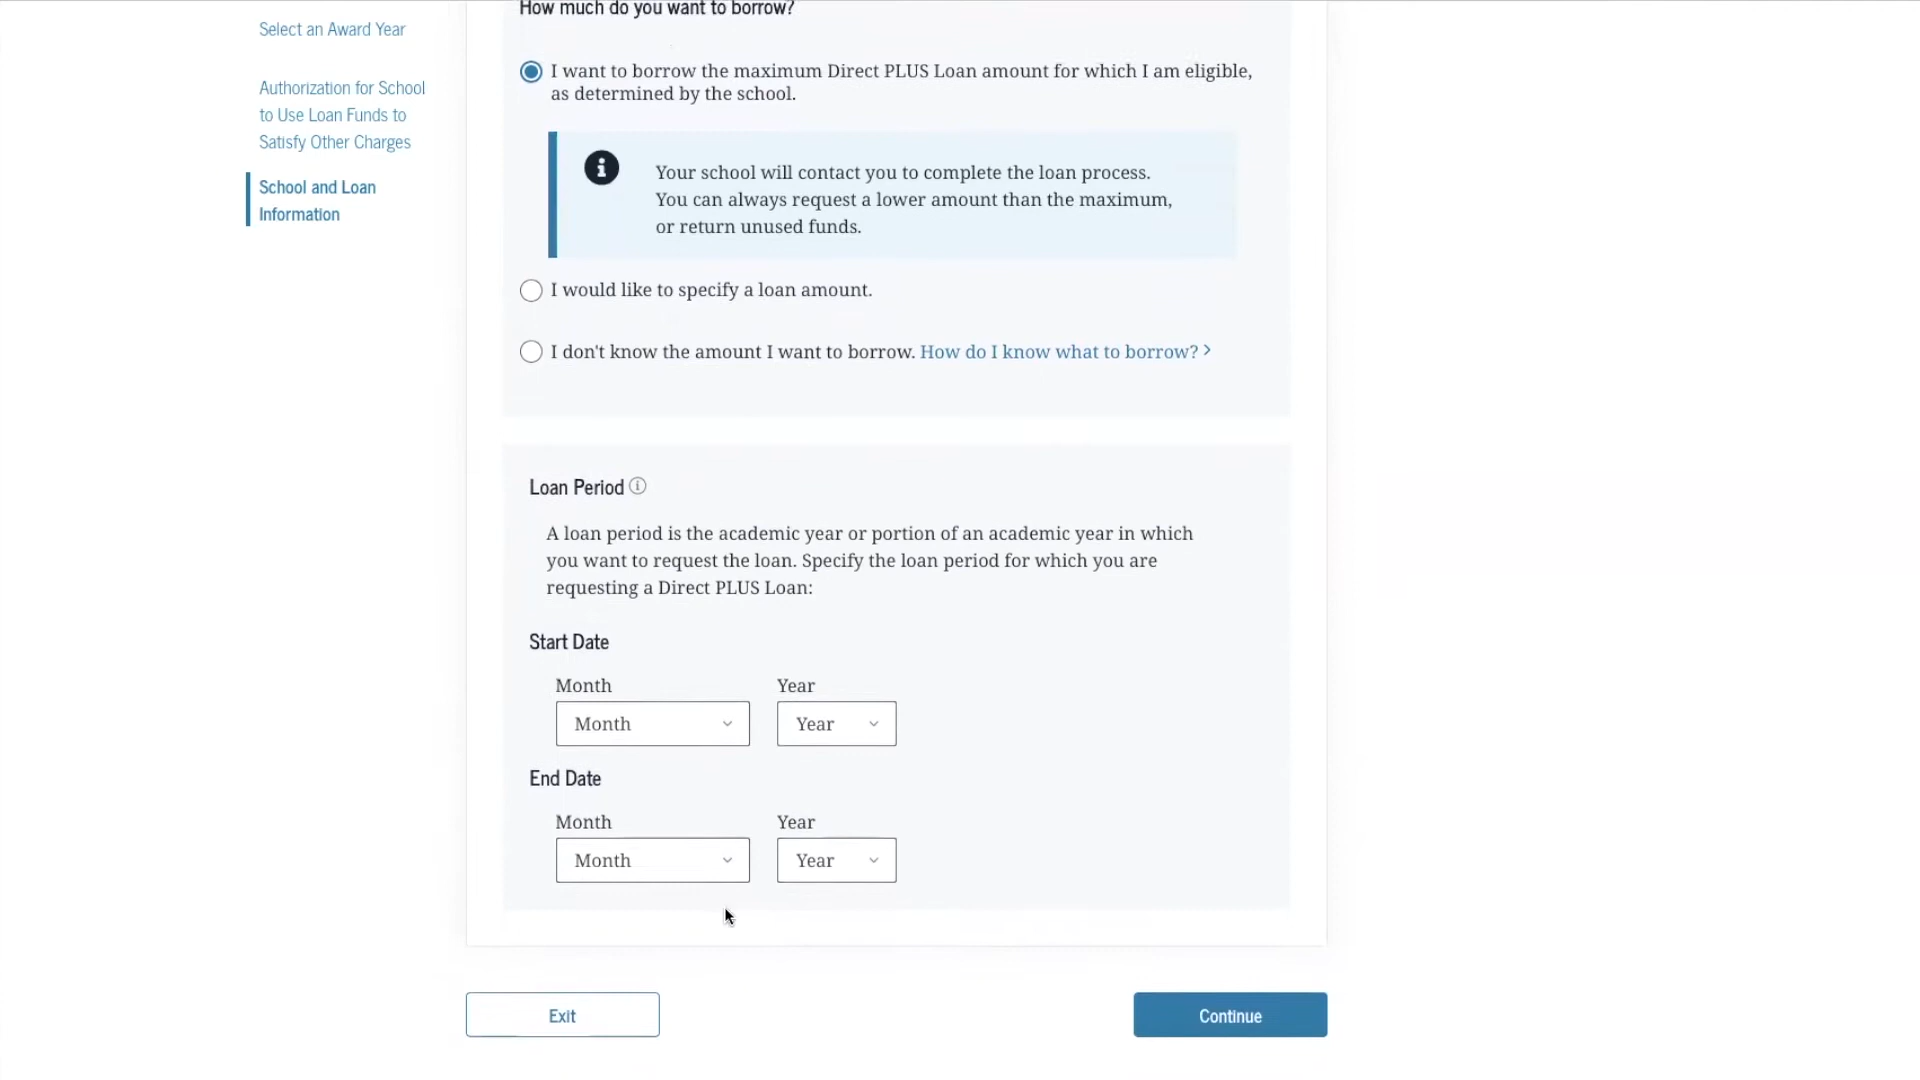 Select an Award Year
Authorization for School
to Use Loan Funds to
Satisfy Other Charges
School and Loan
Information
How much do you want to borrow?
I want to borrow the maximum Direct PLUS Loan amount for which I am eligible,
as determined by the school.
Your school will contact you to complete the loan process.
You can always request a lower amount than the maximum,
or return unused funds.
I would like to specify a loan amount.
I don't know the amount I want to borrow. How do I know what to borrow?
Loan Period
A loan period is the academic year or portion of an academic year in which
you want to request the loan. Specify the loan period for which you are
requesting a Direct PLUS Loan:
Start Date
Month Year
Month Year
End Date
Month Year
Month Year
Exit Continue